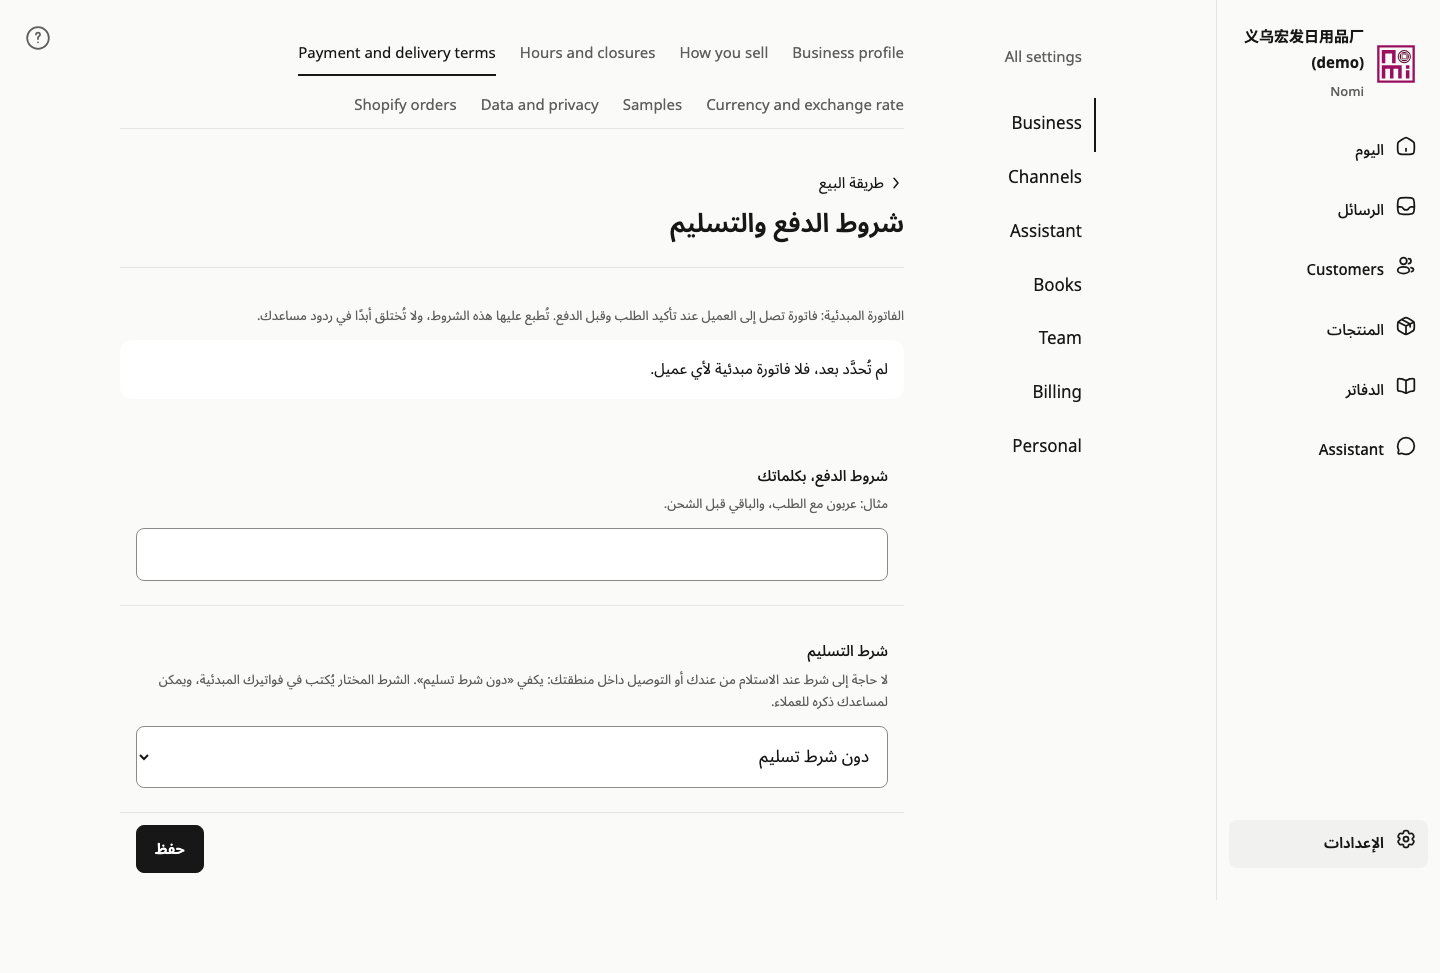 义乌宏发日用品厂
(demo)
Nomi
اليوم
الرسائل
Customers
المنتجات
الدفاتر
Assistant
الإعدادات
All settings
Business
Channels
Assistant
Books
Team
Billing
Personal
Business profile
How you sell
Hours and closures
Payment and delivery terms
Currency and exchange rate
Samples
Data and privacy
Shopify orders
طريقة البيع
شروط الدفع والتسليم
الفاتورة المبدئية: فاتورة تصل إلى العميل عند تأكيد الطلب وقبل الدفع. تُطبع عليها هذه الشروط، ولا تُختلق أبدًا في ردود مساعدك.
لم تُحدَّد بعد، فلا فاتورة مبدئية لأي عميل.
شروط الدفع، بكلماتك
مثال: عربون مع الطلب، والباقي قبل الشحن.
شرط التسليم
لا حاجة إلى شرط عند الاستلام من عندك أو التوصيل داخل منطقتك: يكفي «دون شرط تسليم». الشرط المختار يُكتب في فواتيرك المبدئية، ويمكن
لمساعدك ذكره للعملاء.
دون شرط تسليم
حفظ